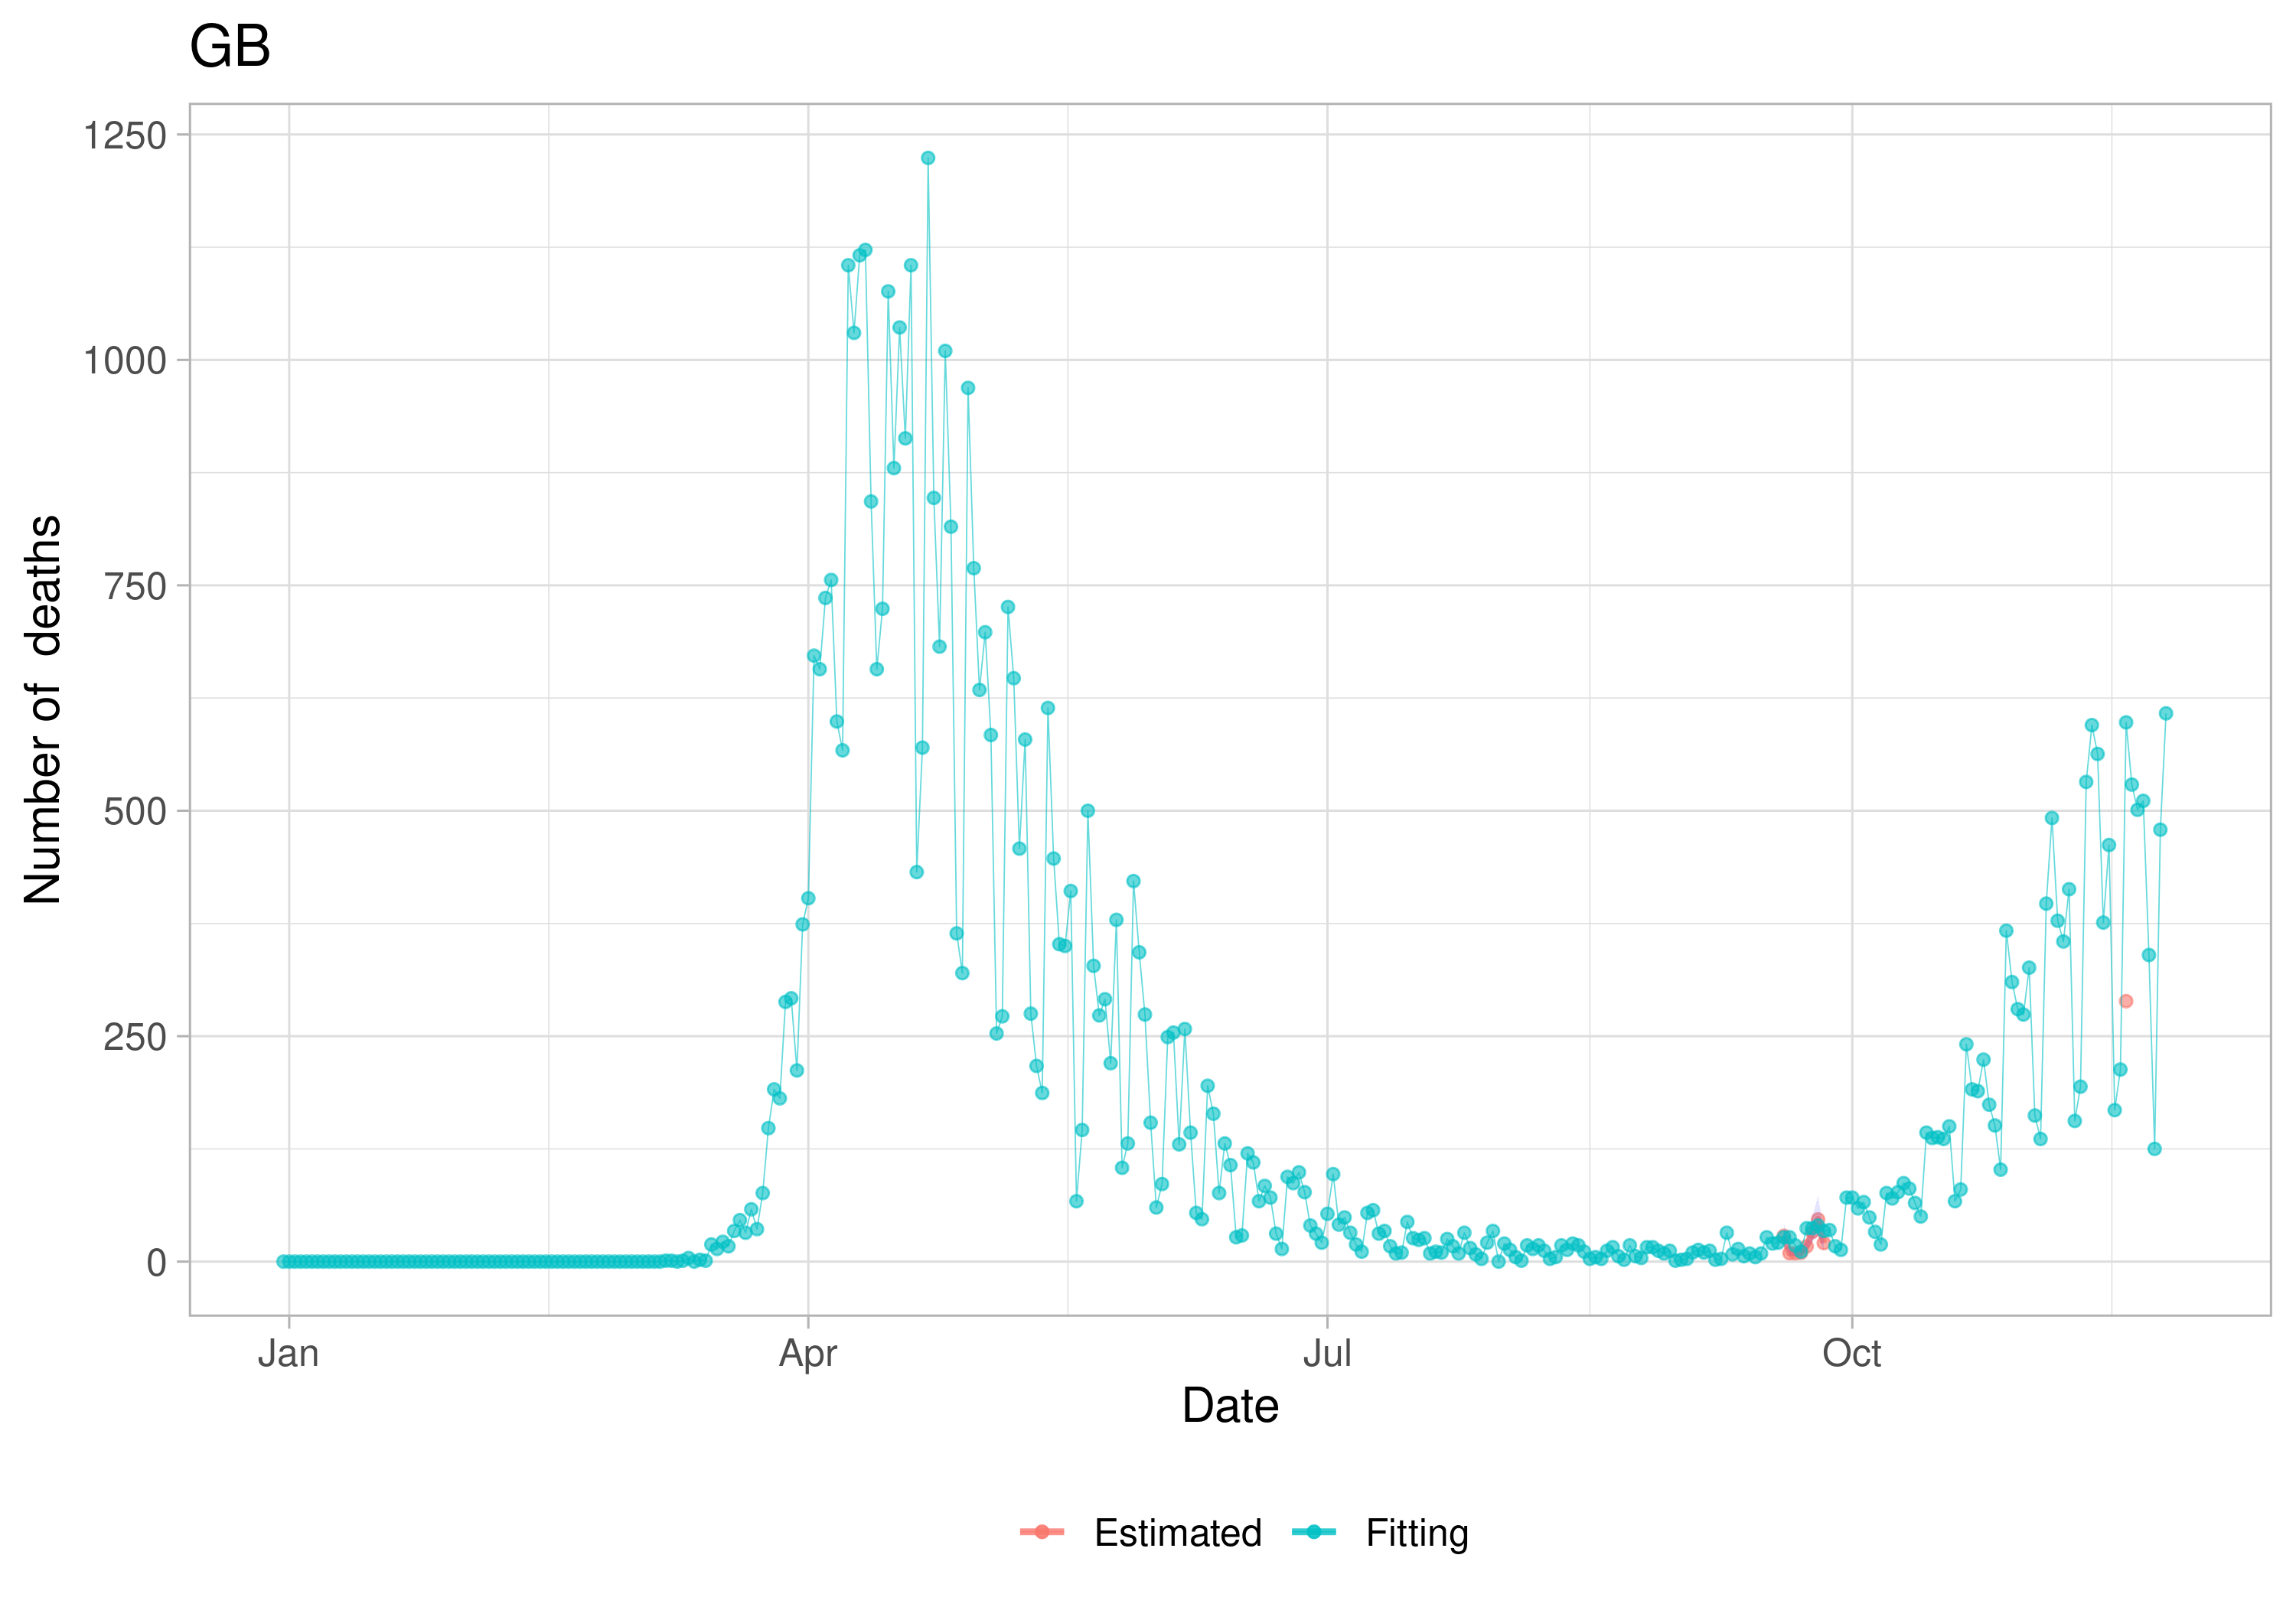 GB
1250
1000
750
500
250
0
Number of deaths
Jan Apr Jul Oct
Date
Estimated Fitting